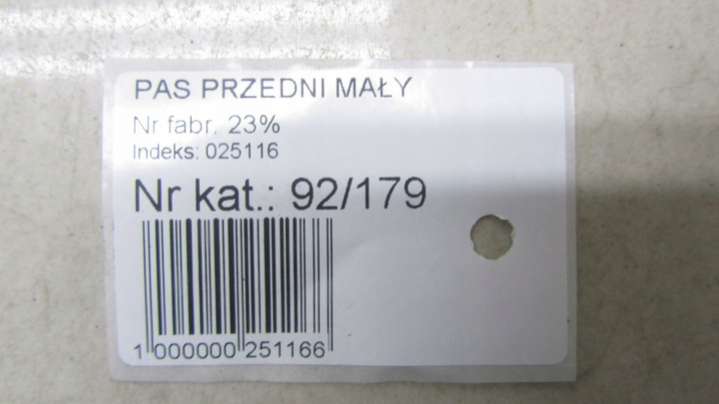 PAS PRZEDNI MAŁY
Nr fabr. 23%
Indeks: 025116
Nr kat.: 92/179
1 000000 251166